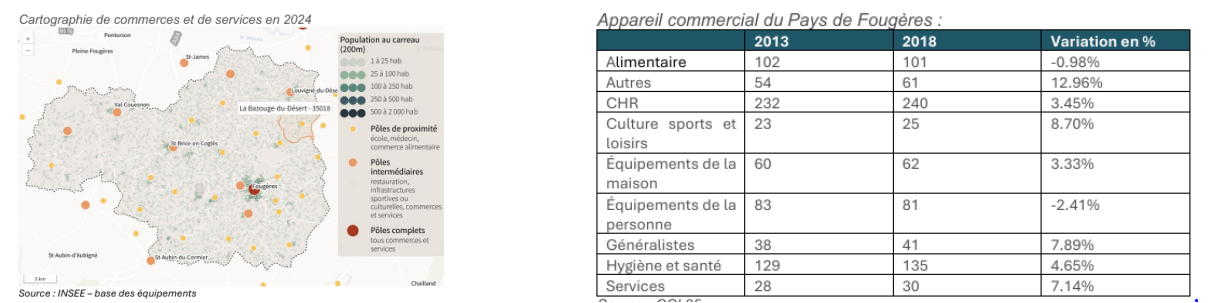 Cartographie de commerces et de services en 2024
Pontorson
Pleine-Fougères
St-James
Louvigné-du-Dése
La Bazouge-du-Désert - 35018
Val Couesnon
St-Brice-en-Coglès
Fougères
St-Aubin-d'Aubigné
St-Aubin-du-Cormier
Chailland
3 km
Population au carreau
(200m)
1 à 25 hab
25 à 100 hab
100 à 250 hab
250 à 500 hab
500 à 2 000 hab
Pôles de proximité
école, médecin,
commerce alimentaire
Pôles
intermédiaires
restauration,
infrastructures
sportives ou
culturelles, commerces
et services
Pôles complets
tous commerces et
services
Source : INSEE – base des équipements
Appareil commercial du Pays de Fougères :
2013 2018 Variation en %
Alimentaire 102 101 -0.98%
Autres 54 61 12.96%
CHR 232 240 3.45%
Culture sports et
loisirs 23 25 8.70%
Équipements de la
maison 60 62 3.33%
Équipements de la
personne 83 81 -2.41%
Généralistes 38 41 7.89%
Hygiène et santé 129 135 4.65%
Services 28 30 7.14%